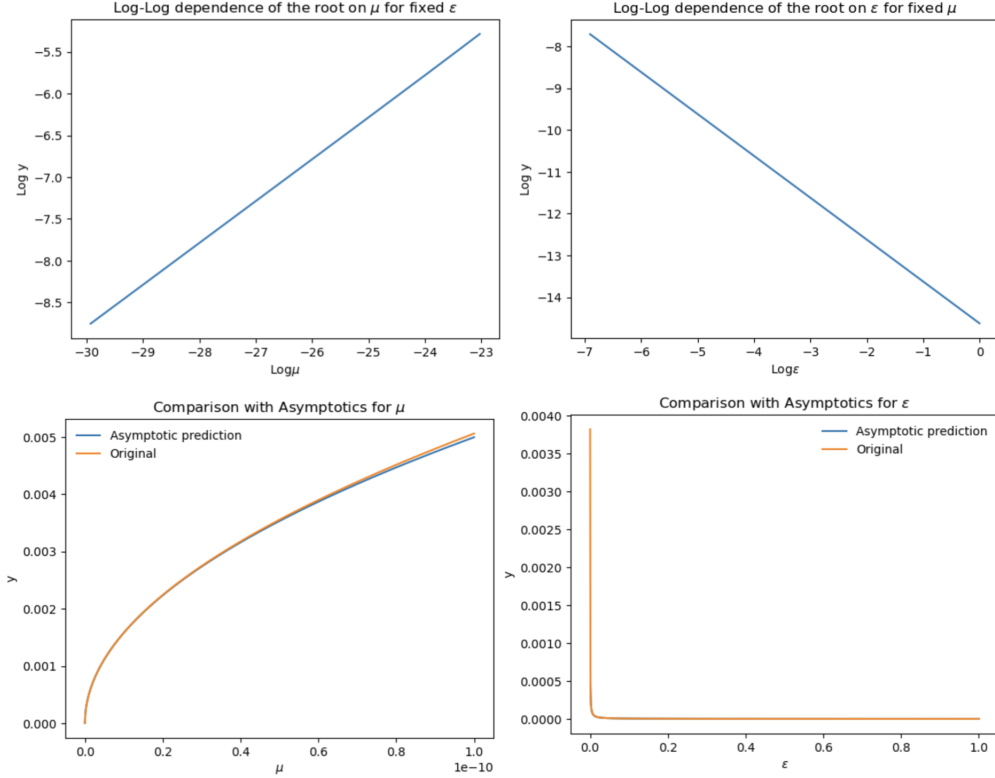 Log-Log dependence of the root on μ for fixed ε
−5.5
−6.0
−6.5
−7.0
−7.5
−8.0
−8.5
Log y
−30 −29 −28 −27 −26 −25 −24 −23
Logμ
Log-Log dependence of the root on ε for fixed μ
−8
−9
−10
−11
−12
−13
−14
Log y
−7 −6 −5 −4 −3 −2 −1 0
Logε
Comparison with Asymptotics for μ
Asymptotic prediction
Original
0.005
0.004
0.003
0.002
0.001
0.000
y
0.0 0.2 0.4 0.6 0.8 1.0
1e−10
μ
Comparison with Asymptotics for ε
Asymptotic prediction
Original
0.0040
0.0035
0.0030
0.0025
0.0020
0.0015
0.0010
0.0005
0.0000
y
0.0 0.2 0.4 0.6 0.8 1.0
ε